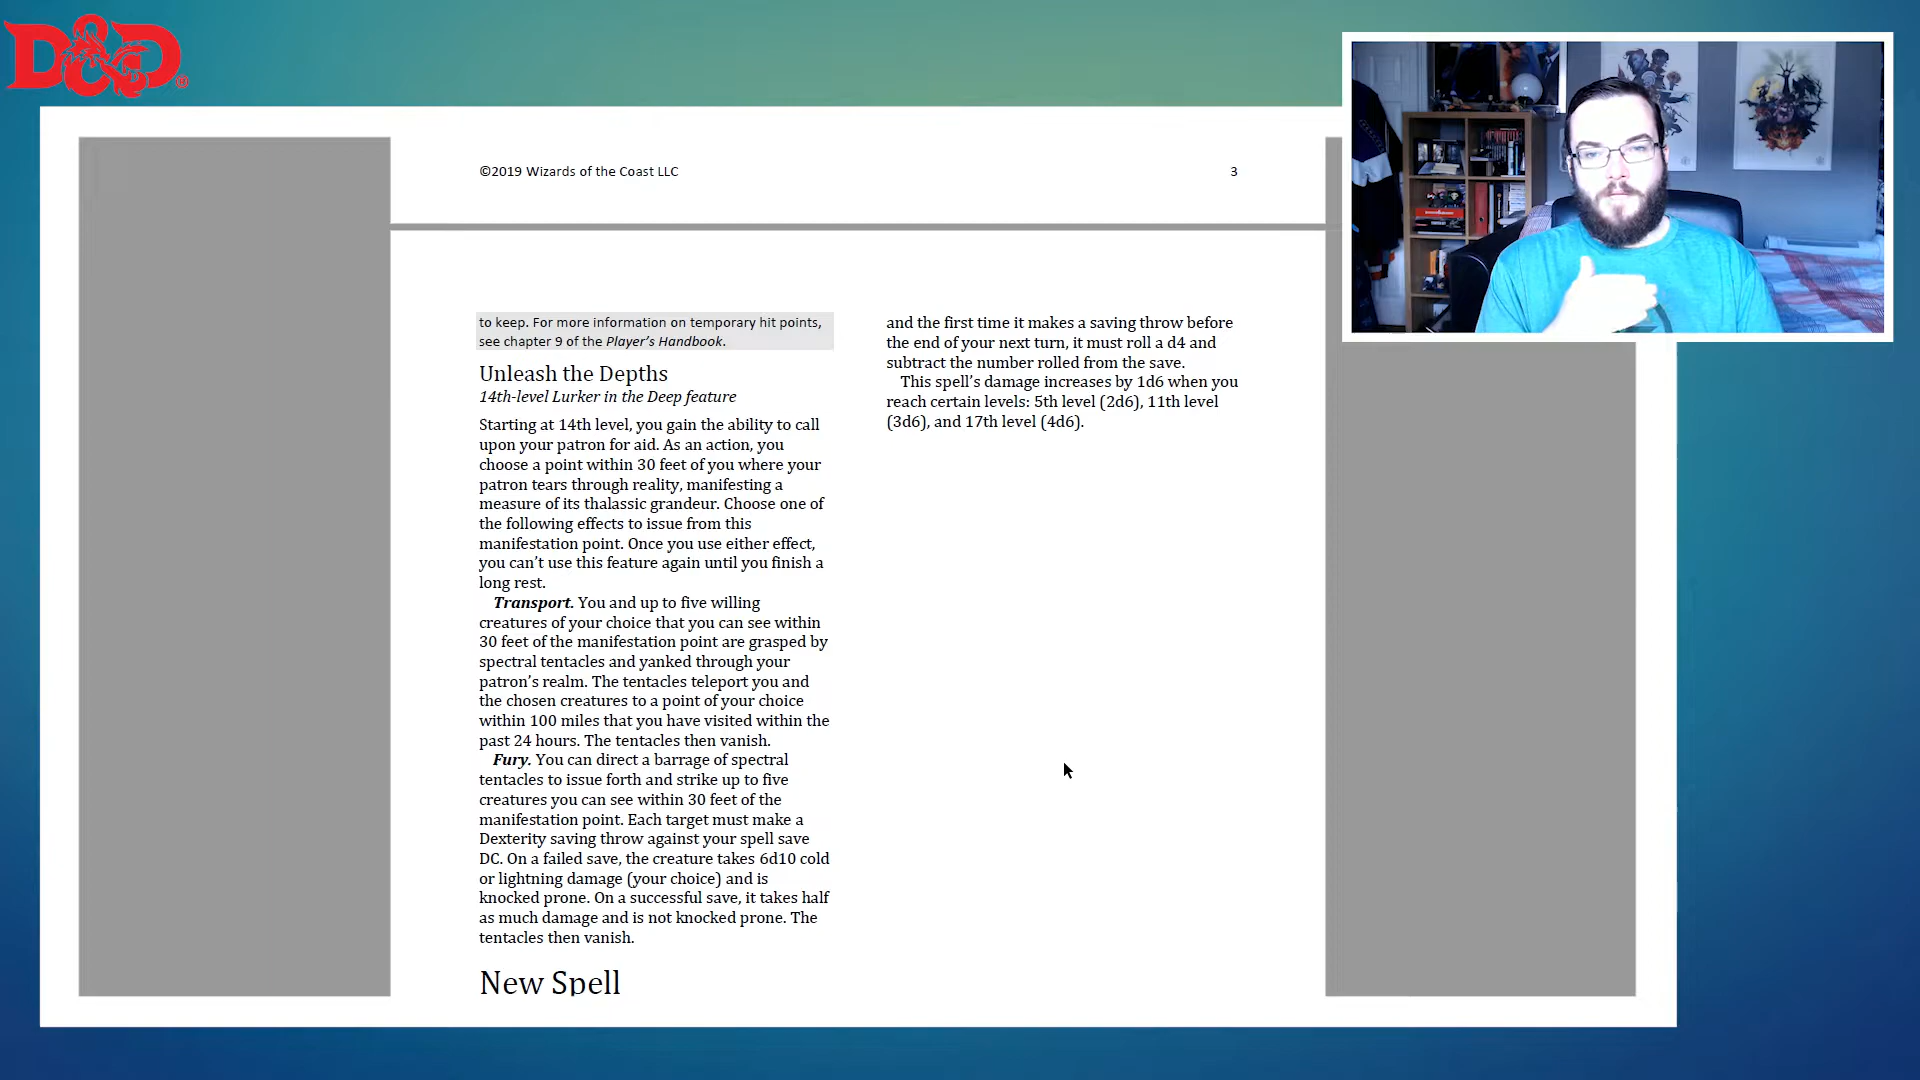 D&D®
©2019 Wizards of the Coast LLC
3
to keep. For more information on temporary hit points,
see chapter 9 of the Player’s Handbook.
Unleash the Depths
14th-level Lurker in the Deep feature
Starting at 14th level, you gain the ability to call
upon your patron for aid. As an action, you
choose a point within 30 feet of you where your
patron tears through reality, manifesting a
measure of its thalassic grandeur. Choose one of
the following effects to issue from this
manifestation point. Once you use either effect,
you can’t use this feature again until you finish a
long rest.
Transport. You and up to five willing
creatures of your choice that you can see within
30 feet of the manifestation point are grasped by
spectral tentacles and yanked through your
patron’s realm. The tentacles teleport you and
the chosen creatures to a point of your choice
within 100 miles that you have visited within the
past 24 hours. The tentacles then vanish.
Fury. You can direct a barrage of spectral
tentacles to issue forth and strike up to five
creatures you can see within 30 feet of the
manifestation point. Each target must make a
Dexterity saving throw against your spell save
DC. On a failed save, the creature takes 6d10 cold
or lightning damage (your choice) and is
knocked prone. On a successful save, it takes half
as much damage and is not knocked prone. The
tentacles then vanish.
New Spell
and the first time it makes a saving throw before
the end of your next turn, it must roll a d4 and
subtract the number rolled from the save.
This spell’s damage increases by 1d6 when you
reach certain levels: 5th level (2d6), 11th level
(3d6), and 17th level (4d6).